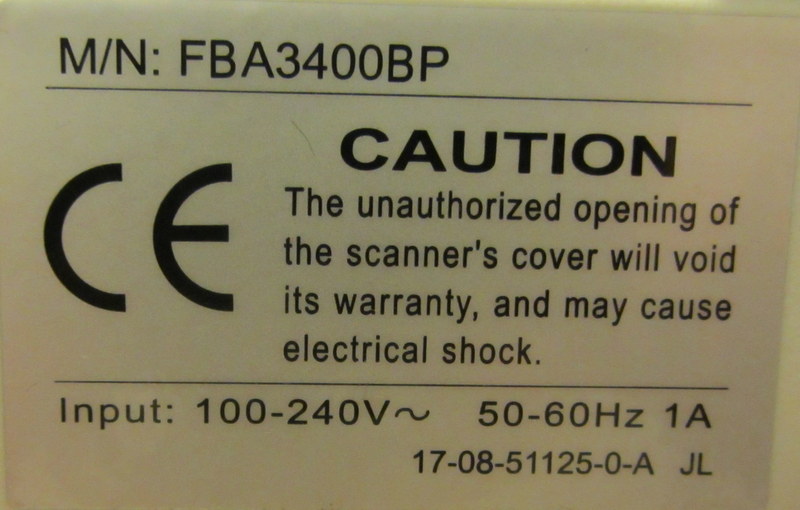 M/N: FBA3400BP
CE
CAUTION
The unauthorized opening of
the scanner's cover will void
its warranty, and may cause
electrical shock.
Input: 100-240V～ 50-60Hz 1A
17-08-51125-0-A JL